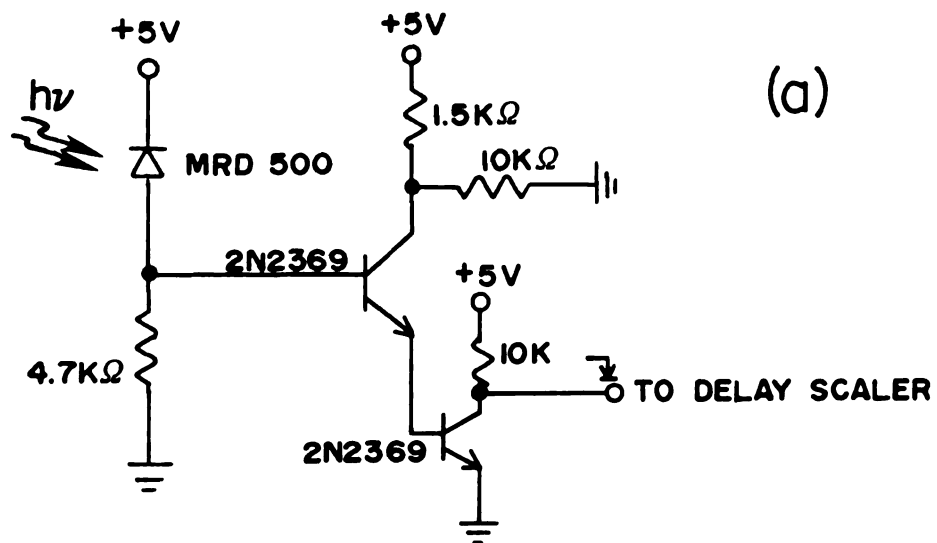 +5V
+5V
(a)
hν
1.5KΩ
10KΩ
MRD 500
2N2369
+5V
4.7KΩ
10K
TO DELAY SCALER
2N2369